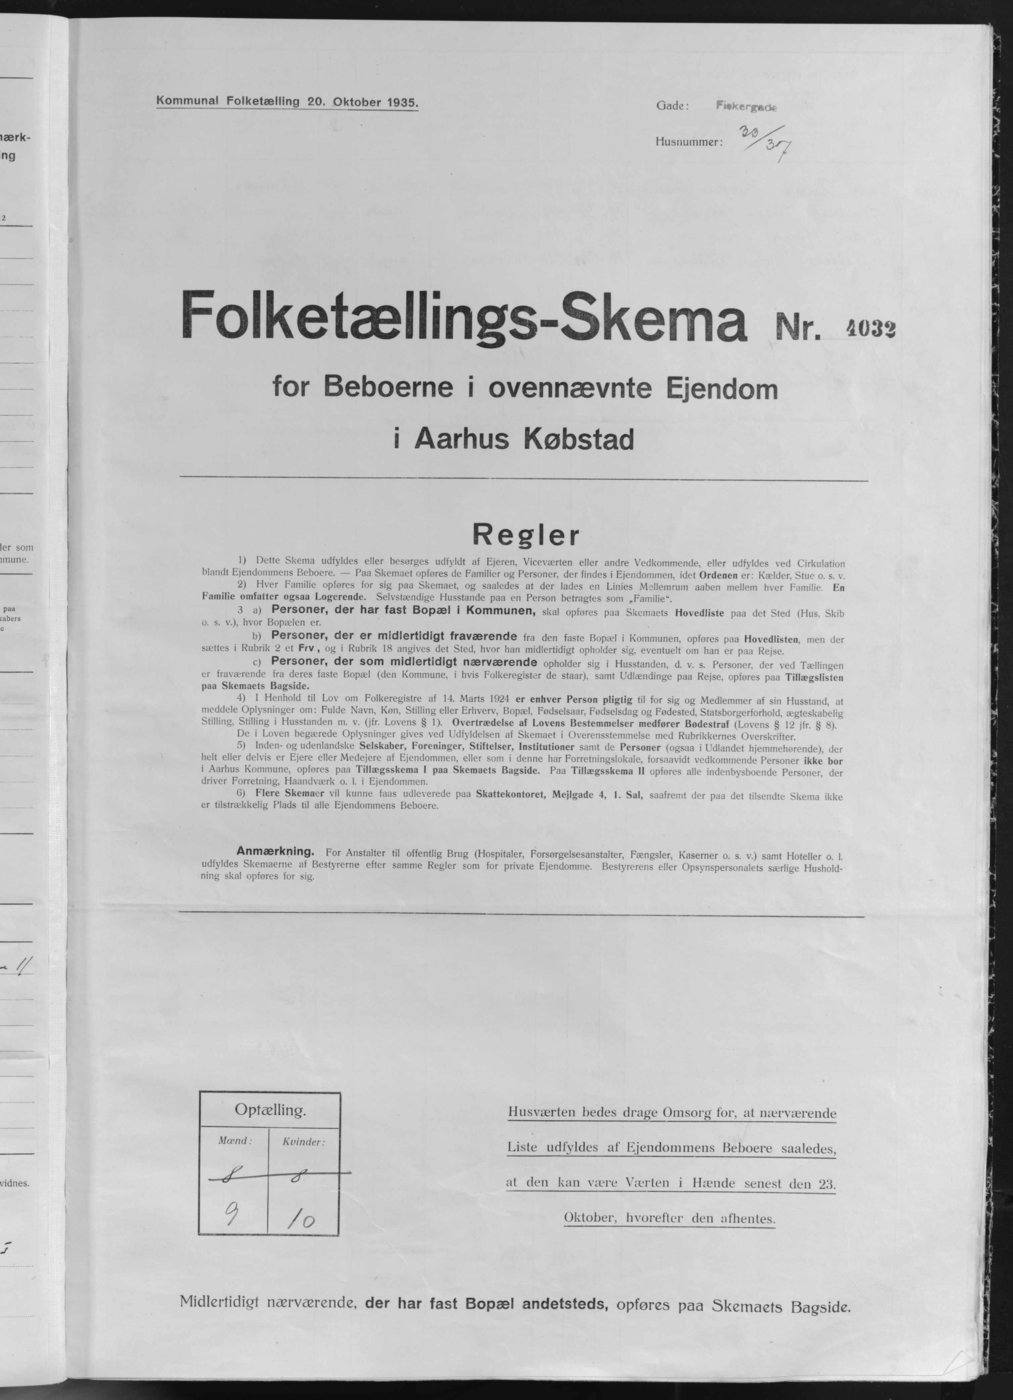 Kommunal Folketælling 20. Oktober 1935.
Gade: Fiskergade
Husnummer: 30/37
Folketællings-Skema Nr. 4032
for Beboerne i ovennævnte Ejendom
i Aarhus Købstad
Regler
1) Dette Skema udfyldes eller besørges udfyldt af Ejeren, Viceværten eller andre Vedkommende, eller udfyldes ved Cirkulation
blandt Ejendommens Beboere. — Paa Skemaet opføres de Familier og Personer, der findes i Ejendommen, idet Ordenen er: Kælder, Stue o. s. v.
2) Hver Familie opføres for sig paa Skemaet, og saaledes at der lades en Linies Mellemrum aaben mellem hver Familie. En
Familie omfatter ogsaa Logerende. Selvstændige Husstande paa en Person betragtes som „Familie“.
3 a) Personer, der har fast Bopæl i Kommunen, skal opføres paa Skemaets Hovedliste paa det Sted (Hus, Skib
o. s. v.), hvor Bopælen er.
b) Personer, der er midlertidigt fraværende fra den faste Bopæl i Kommunen, opføres paa Hovedlisten, men der
sættes i Rubrik 2 et Frv, og i Rubrik 18 angives det Sted, hvor han midlertidigt opholder sig, eventuelt om han er paa Rejse.
c) Personer, der som midlertidigt nærværende opholder sig i Husstanden, d. v. s. Personer, der ved Tællingen
er fraværende fra deres faste Bopæl (den Kommune, i hvis Folkeregister de staar), samt Udlændinge paa Rejse, opføres paa Tillægslisten
paa Skemaets Bagside.
4) I Henhold til Lov om Folkeregistre af 14. Marts 1924 er enhver Person pligtig til for sig og Medlemmer af sin Husstand, at
meddele Oplysninger om: Fulde Navn, Køn, Stilling eller Erhverv, Bopæl, Fødselsaar, Fødselsdag og Fødested, Statsborgerforhold, ægteskabelig
Stilling, Stilling i Husstanden m. v. (jfr. Lovens § 1). Overtrædelse af Lovens Bestemmelser medfører Bødestraf (Lovens § 12 jfr. § 8).
De i Loven begærede Oplysninger gives ved Udfyldelsen af Skemaet i Overensstemmelse med Rubrikkernes Overskrifter.
5) Inden- og udenlandske Selskaber, Foreninger, Stiftelser, Institutioner samt de Personer (ogsaa i Udlandet hjemmehørende), der
helt eller delvis er Ejere eller Medejere af Ejendommen, eller som i denne har Forretningslokale, forsaavidt vedkommende Personer ikke bor
i Aarhus Kommune, opføres paa Tillægsskema I paa Skemaets Bagside. Paa Tillægsskema II opføres alle indenbysboende Personer, der
driver Forretning, Haandværk o. l. i Ejendommen.
6) Flere Skemaer vil kunne faas udleverede paa Skattekontoret, Mejlgade 4, 1. Sal, saafremt der paa det tilsendte Skema ikke
er tilstrækkelig Plads til alle Ejendommens Beboere.
Anmærkning. For Anstalter til offentlig Brug (Hospitaler, Forsørgelsesanstalter, Fængsler, Kaserner o. s. v.) samt Hoteller o. l.
udfyldes Skemaerne af Bestyrerne efter samme Regler som for private Ejendomme. Bestyrerens eller Opsynspersonalets særlige Hushold-
ning skal opføres for sig.
Optælling.
Mænd: Kvinder:
8 8
9 10
Husværten bedes drage Omsorg for, at nærværende
Liste udfyldes af Ejendommens Beboere saaledes,
at den kan være Værten i Hænde senest den 23.
Oktober, hvorefter den afhentes.
Midlertidigt nærværende, der har fast Bopæl andetsteds, opføres paa Skemaets Bagside.